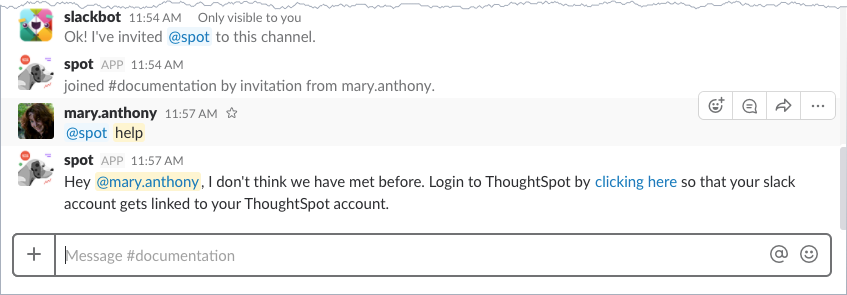 slackbot 11:54 AM Only visible to you
Ok! I've invited @spot to this channel.
spot APP 11:54 AM
joined #documentation by invitation from mary.anthony.
mary.anthony 11:57 AM
@spot help
spot APP 11:57 AM
Hey @mary.anthony, I don't think we have met before. Login to ThoughtSpot by clicking here so that your slack
account gets linked to your ThoughtSpot account.
Message #documentation